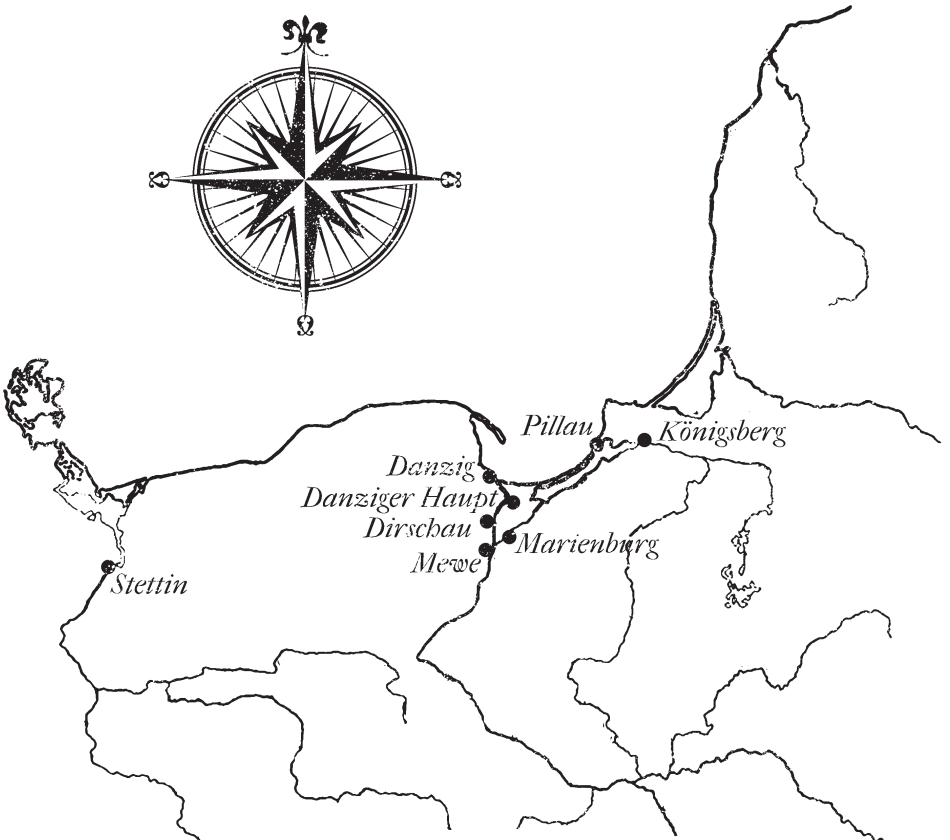 Pillau
Königsberg
Danzig
Danziger Haupt
Dirschau
Marienburg
Mewe
Stettin